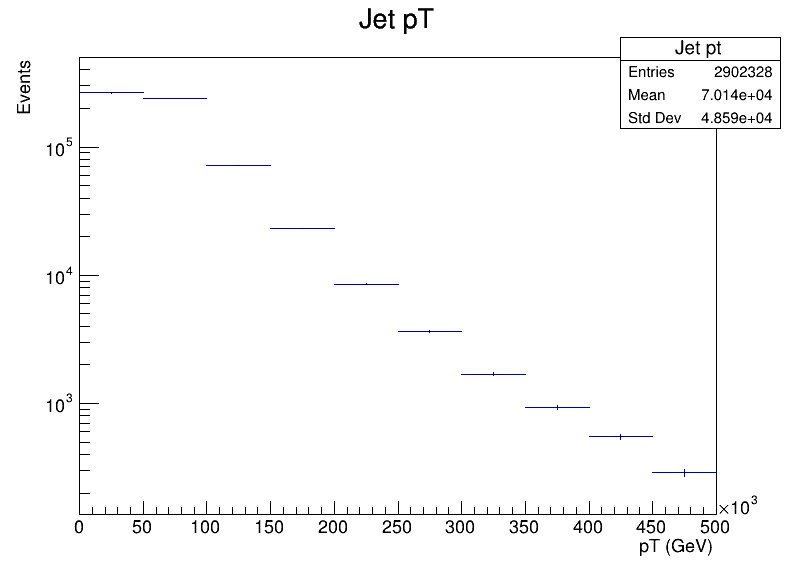 Jet pT
Jet pt
Entries 2902328
Mean 7.014e+04
Std Dev 4.859e+04
Events
10^5
10^4
10^3
0 50 100 150 200 250 300 350 400 450 500
×10^3
pT (GeV)